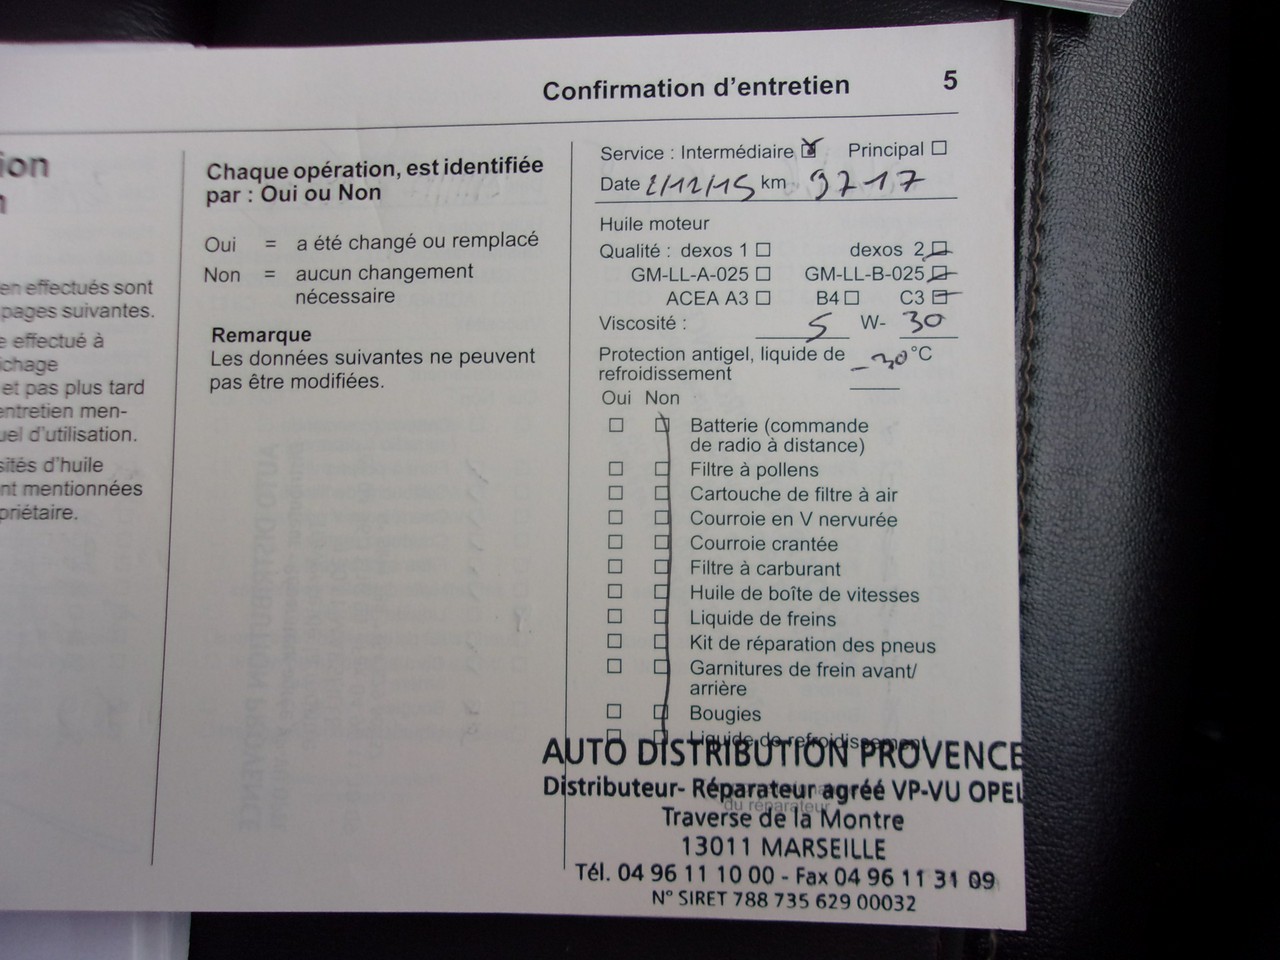 Confirmation d'entretien 5
ion
en effectués sont
pages suivantes.
e effectué à
ichage
et pas plus tard
entretien men-
uel d'utilisation.
sités d'huile
nt mentionnées
priétaire.
Chaque opération, est identifiée
par : Oui ou Non
Oui = a été changé ou remplacé
Non = aucun changement
nécessaire
Remarque
Les données suivantes ne peuvent
pas être modifiées.
Service : Intermédiaire ☒ Principal ☐
Date 2/12/15 km 9717
Huile moteur
Qualité : dexos 1 ☐ dexos 2 ☒
GM-LL-A-025 ☐ GM-LL-B-025 ☒
ACEA A3 ☐ B4 ☐ C3 ☒
Viscosité : 5 W- 30
Protection antigel, liquide de -30 °C
refroidissement
Oui Non
☐ ☐ Batterie (commande
de radio à distance)
☐ ☐ Filtre à pollens
☐ ☐ Cartouche de filtre à air
☐ ☐ Courroie en V nervurée
☐ ☐ Courroie crantée
☐ ☐ Filtre à carburant
☐ ☐ Huile de boîte de vitesses
☐ ☐ Liquide de freins
☐ ☐ Kit de réparation des pneus
☐ ☐ Garnitures de frein avant/
arrière
☐ ☐ Bougies
☐ ☐ Liquide de refroidissement
AUTO DISTRIBUTION PROVENCE
Distributeur- Réparateur agréé VP-VU OPEL
du réparateur
Traverse de la Montre
13011 MARSEILLE
Tél. 04 96 11 10 00 - Fax 04 96 11 31 09
N° SIRET 788 735 629 00032